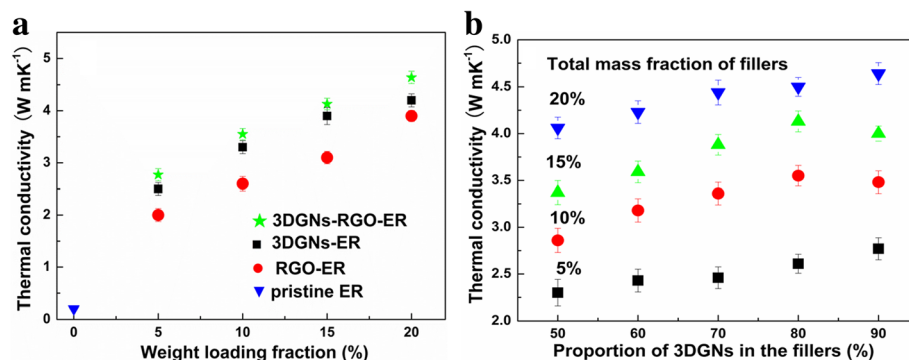 a
Thermal conductivity (W mK⁻¹)
5
4
3
2
1
0
0
5
10
15
20
Weight loading fraction (%)
3DGNs-RGO-ER
3DGNs-ER
RGO-ER
pristine ER
b
Thermal conductivity (W mK⁻¹)
5.0
4.5
4.0
3.5
3.0
2.5
2.0
Total mass fraction of fillers
20%
15%
10%
5%
50
60
70
80
90
Proportion of 3DGNs in the fillers (%)